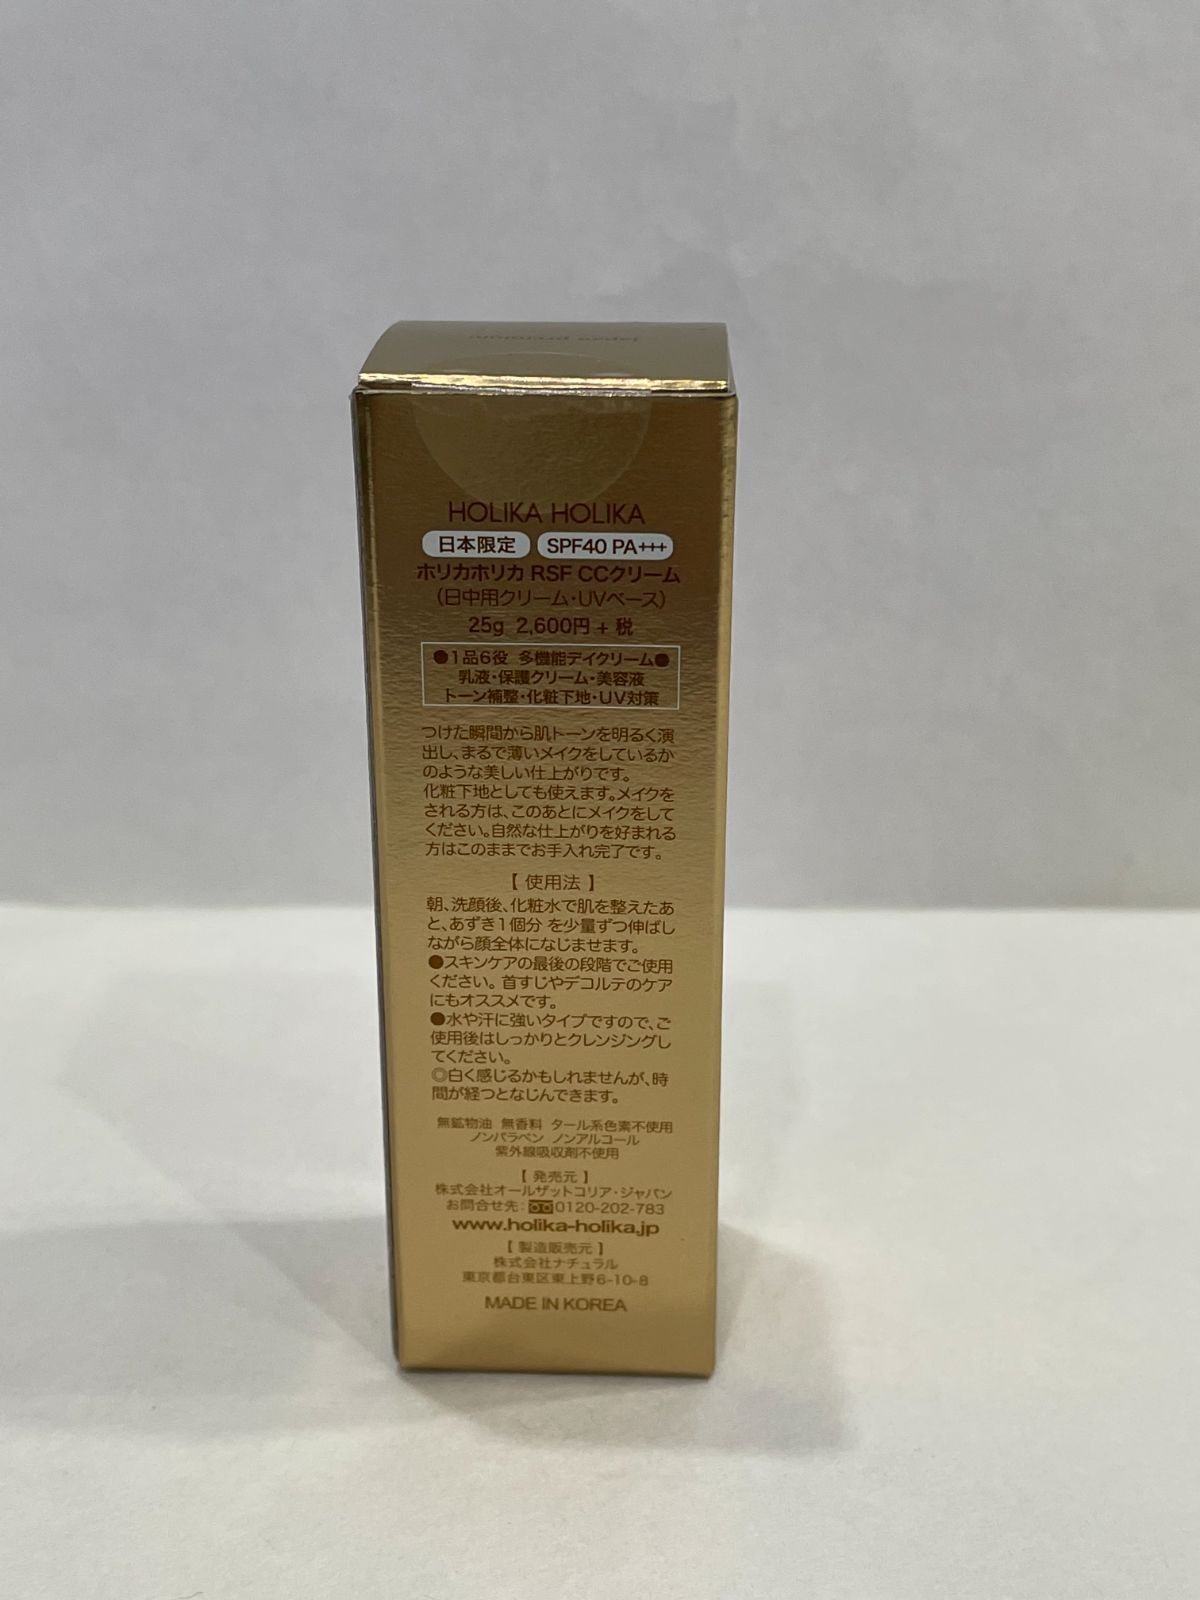 HOLIKA HOLIKA
日本限定 SPF40 PA+++
ホリカホリカ RSF CCクリーム
（日中用クリーム・UVベース）
25g 2,600円 + 税
●1品6役 多機能デイクリーム●
乳液・保護クリーム・美容液
トーン補整・化粧下地・UV対策
つけた瞬間から肌トーンを明るく演
出し、まるで薄いメイクをしているか
のような美しい仕上がりです。
化粧下地としても使えます。メイクを
される方は、このあとにメイクをして
ください。自然な仕上がりを好まれる
方はこのままでお手入れ完了です。
【 使用法 】
朝、洗顔後、化粧水で肌を整えたあ
と、あずき1個分 を少量ずつ伸ばし
ながら顔全体になじませます。
●スキンケアの最後の段階でご使用
ください。首すじやデコルテのケア
にもオススメです。
●水や汗に強いタイプですので、ご
使用後はしっかりとクレンジングし
てください。
◎白く感じるかもしれませんが、時
間が経つとなじんできます。
無鉱物油 無香料 タール系色素不使用
ノンパラベン ノンアルコール
紫外線吸収剤不使用
【 発売元 】
株式会社オールザットコリア・ジャパン
お問合せ先：0120-202-783
www.holika-holika.jp
【 製造販売元 】
株式会社ナチュラル
東京都台東区東上野6-10-8
MADE IN KOREA